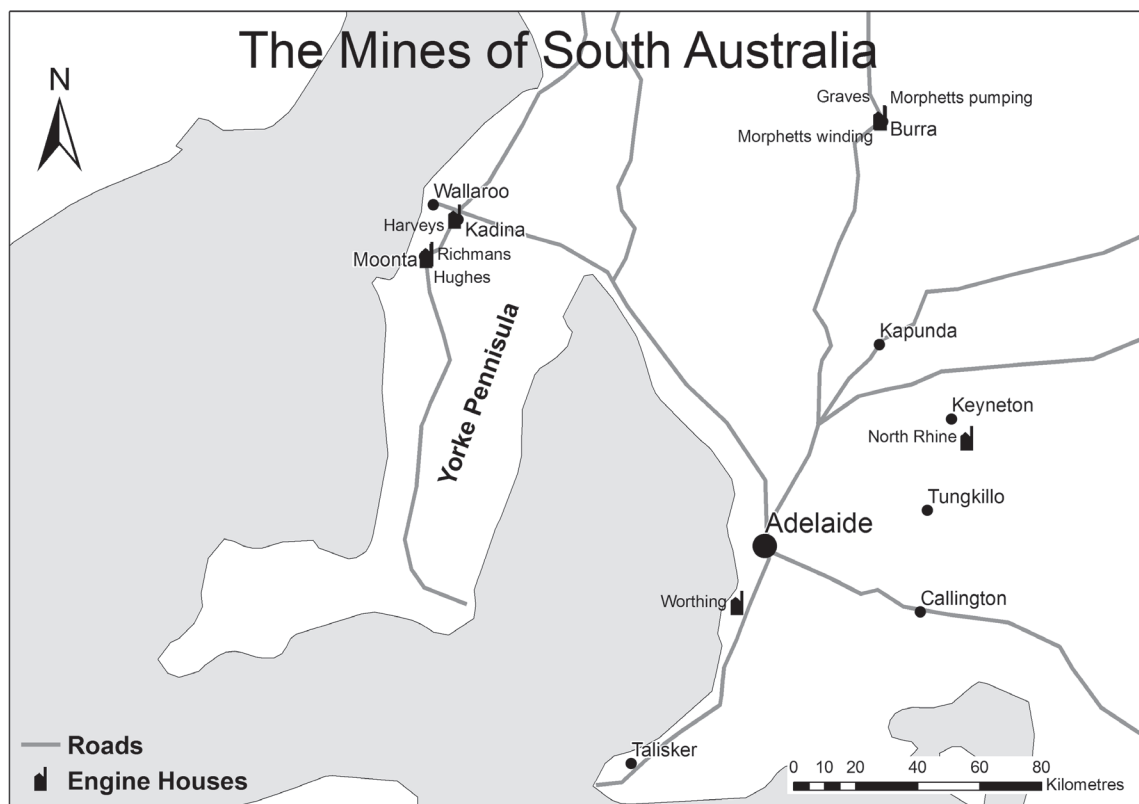 The Mines of South Australia
N
Graves
Morphetts pumping
Morphetts winding
Burra
Wallaroo
Harveys
Kadina
Moonta
Richmans
Hughes
Yorke Pennisula
Kapunda
Keyneton
North Rhine
Tungkillo
Adelaide
Worthing
Callington
Talisker
Roads
Engine Houses
0 5 10 20 40 60 80
Kilometres